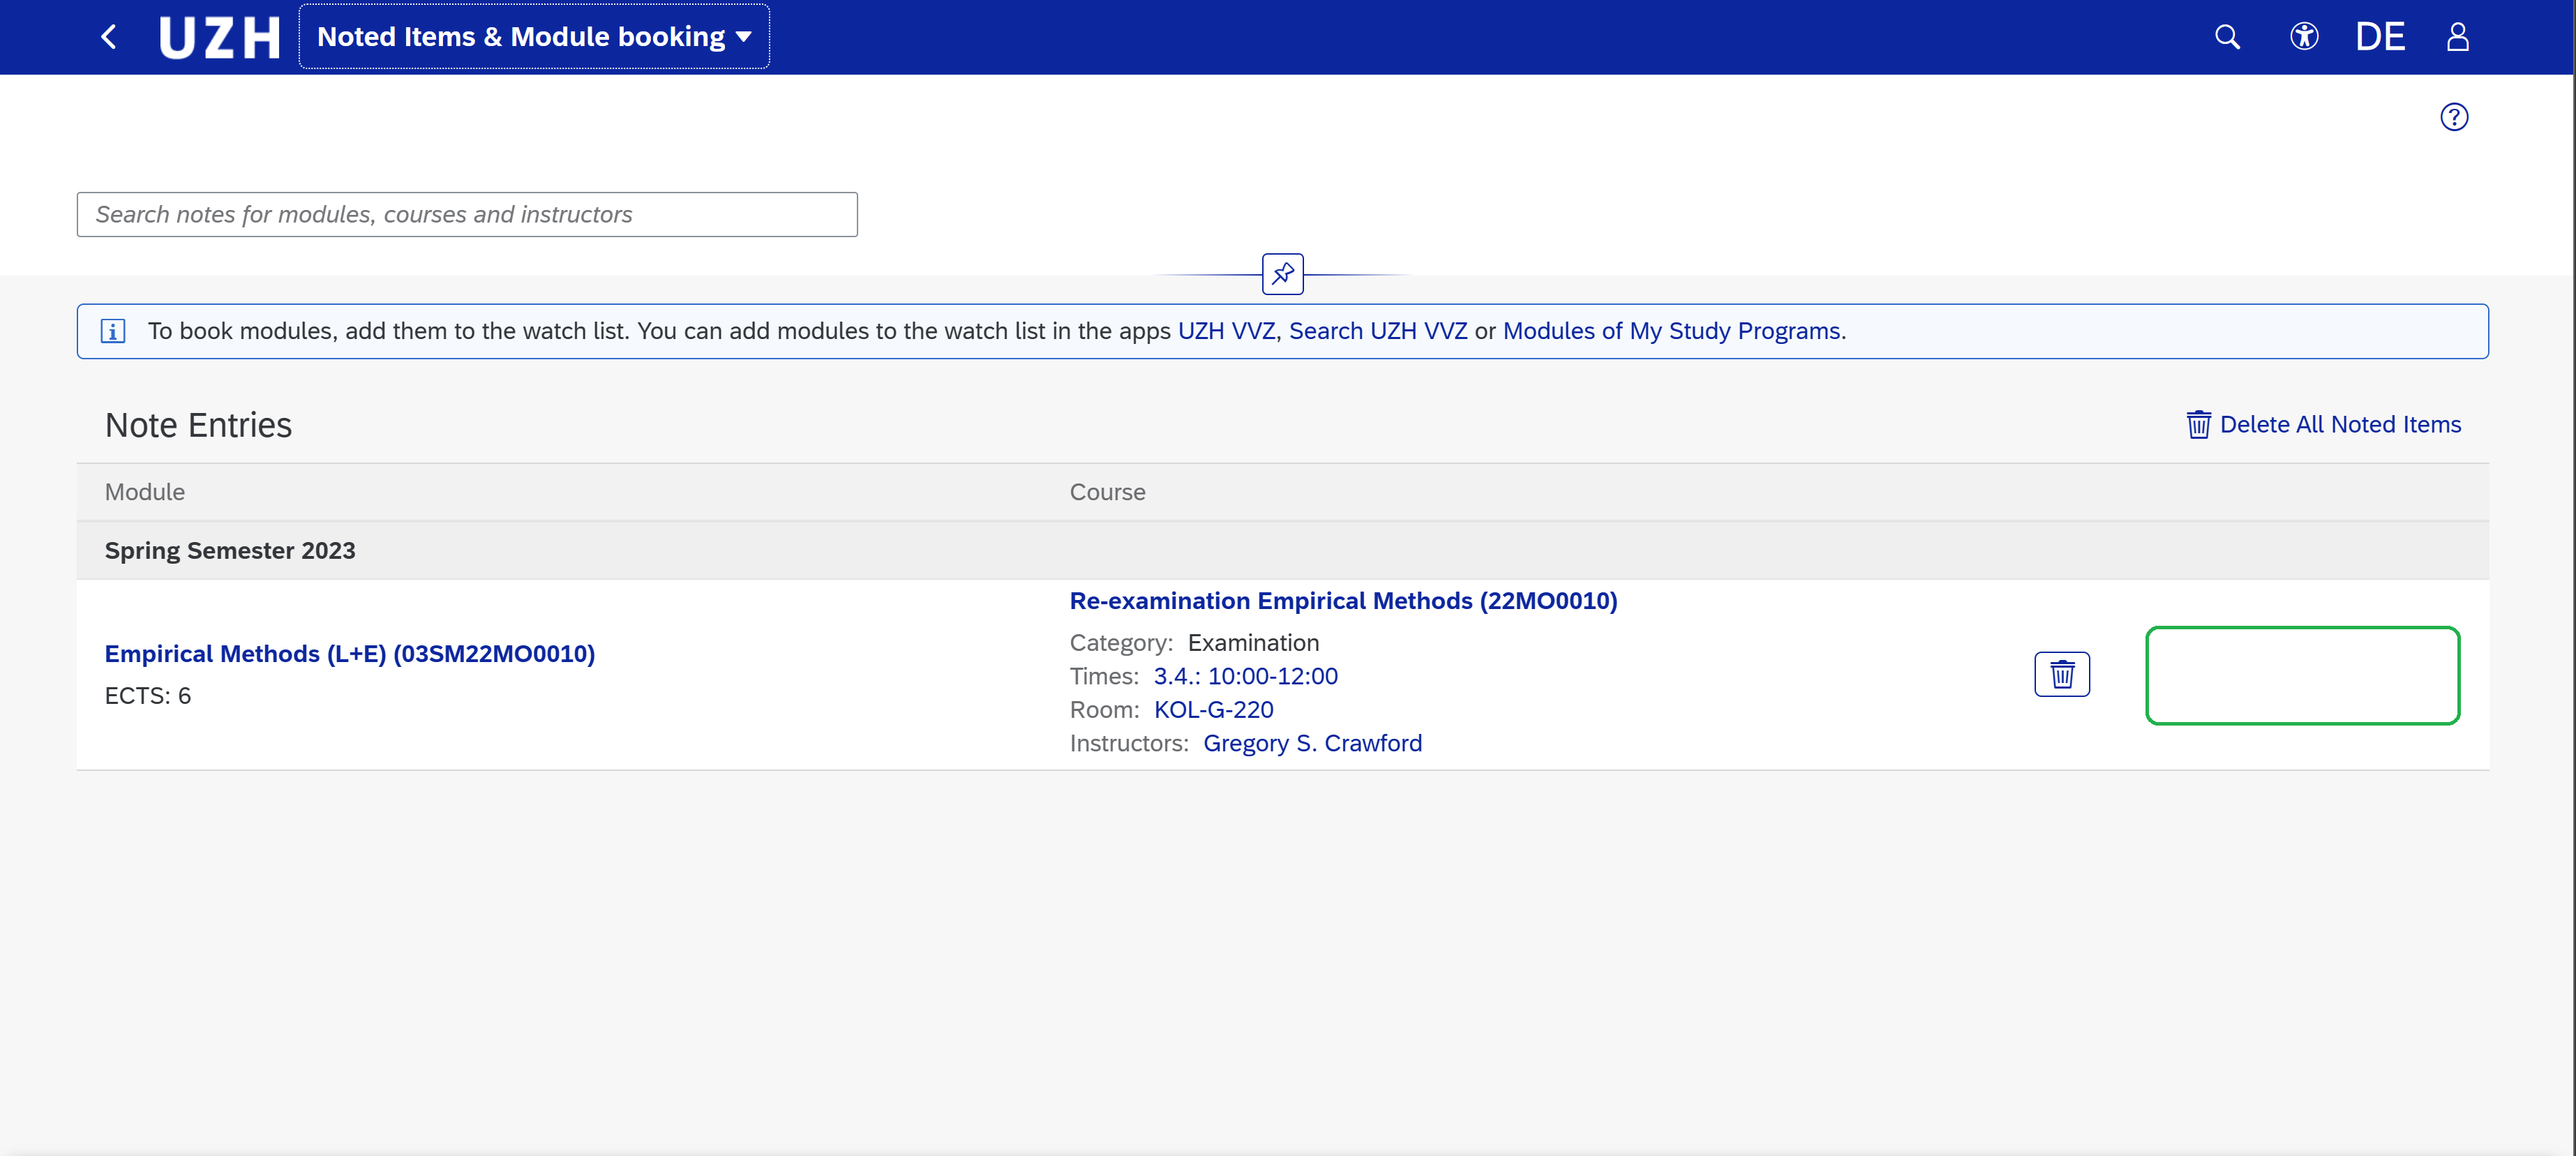 UZH Noted Items & Module booking DE
Search notes for modules, courses and instructors
To book modules, add them to the watch list. You can add modules to the watch list in the apps UZH VVZ, Search UZH VVZ or Modules of My Study Programs.
Note Entries
Delete All Noted Items
Module Course
Spring Semester 2023
Empirical Methods (L+E) (03SM22MO0010)
ECTS: 6
Re-examination Empirical Methods (22MO0010)
Category: Examination
Times: 3.4.: 10:00-12:00
Room: KOL-G-220
Instructors: Gregory S. Crawford